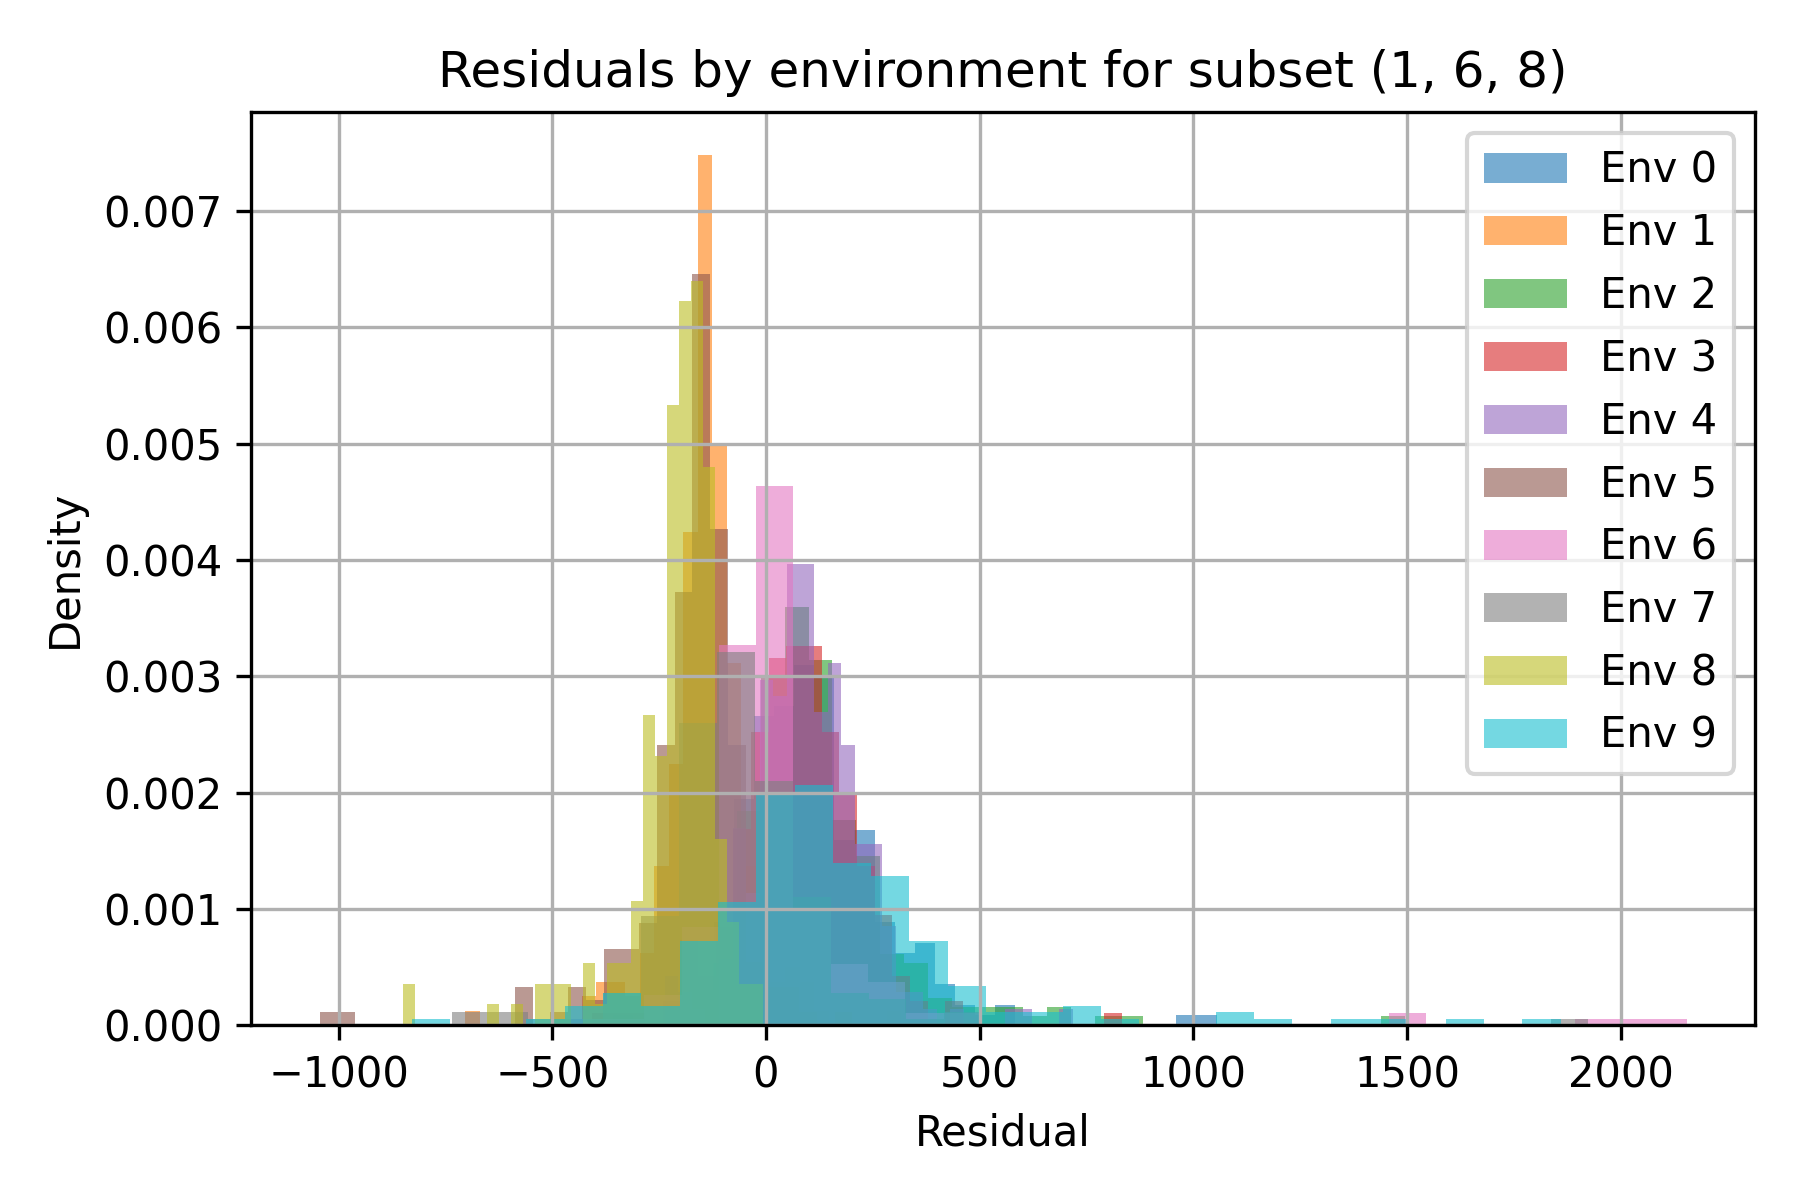 Residuals by environment for subset (1, 6, 8)
Density
0.007
0.006
0.005
0.004
0.003
0.002
0.001
0.000
−1000
−500
0
500
1000
1500
2000
Residual
Env 0
Env 1
Env 2
Env 3
Env 4
Env 5
Env 6
Env 7
Env 8
Env 9